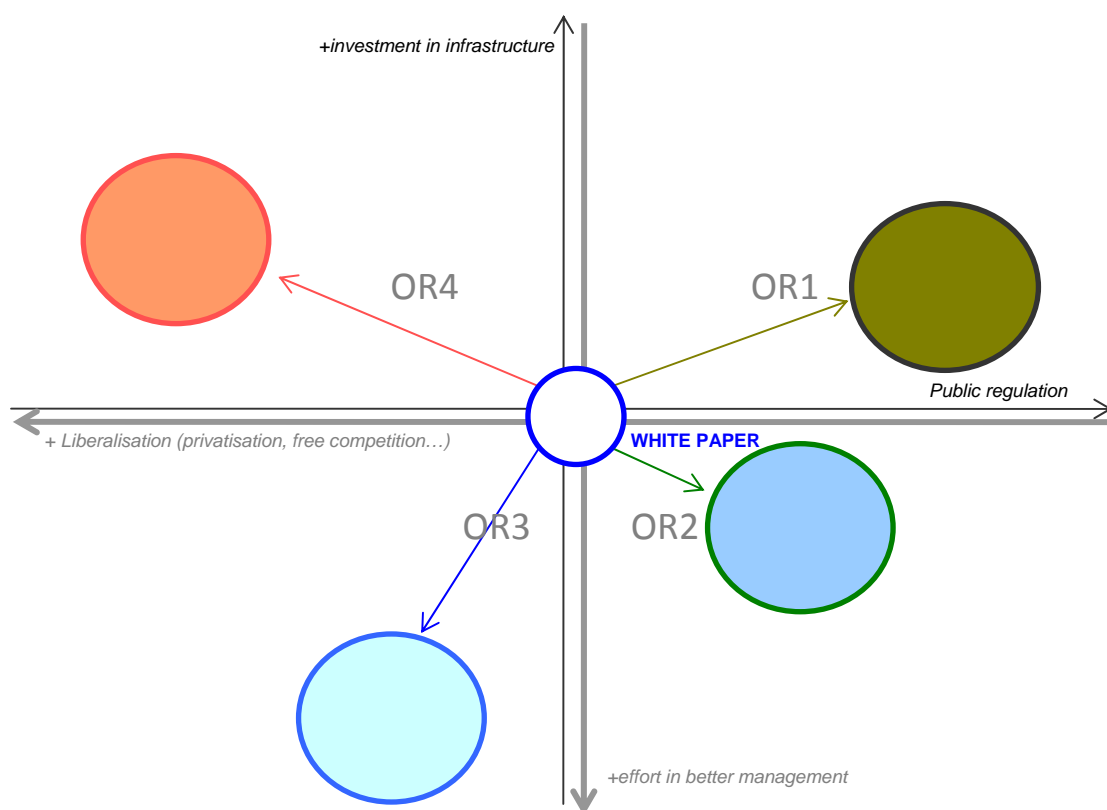 +investment in infrastructure
OR4
OR1
Public regulation
+ Liberalisation (privatisation, free competition…)
WHITE PAPER
OR3
OR2
+effort in better management